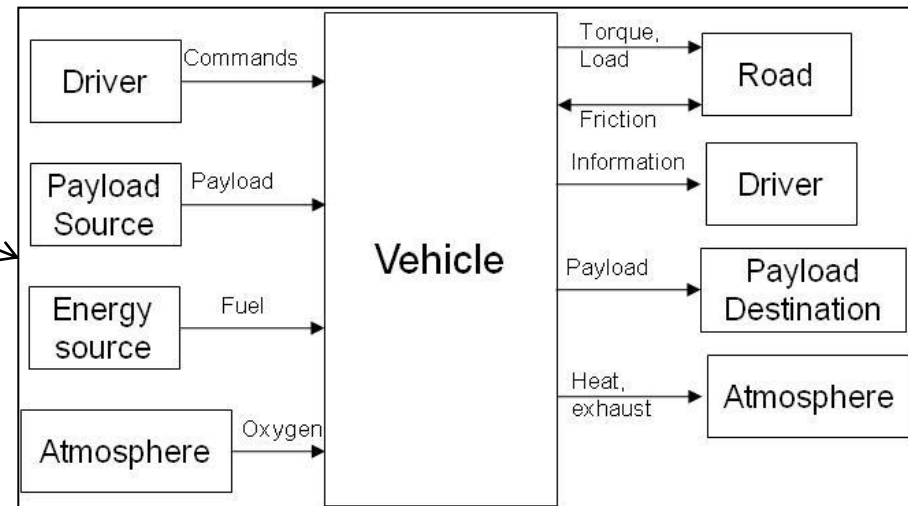 Driver
Commands
Payload
Source
Payload
Energy
source
Fuel
Atmosphere
Oxygen
Vehicle
Torque,
Load
Friction
Road
Information
Driver
Payload
Payload
Destination
Heat,
exhaust
Atmosphere